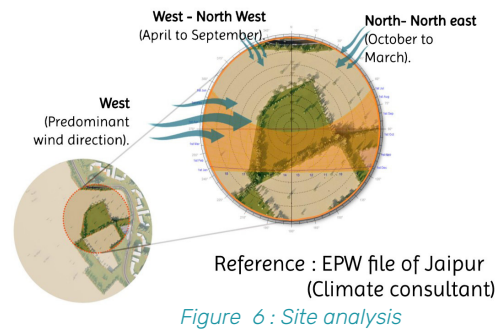 West - North West
(April to September).
North- North east
(October to
March).
West
(Predominant
wind direction).
Reference : EPW file of Jaipur
(Climate consultant)
Figure 6 : Site analysis